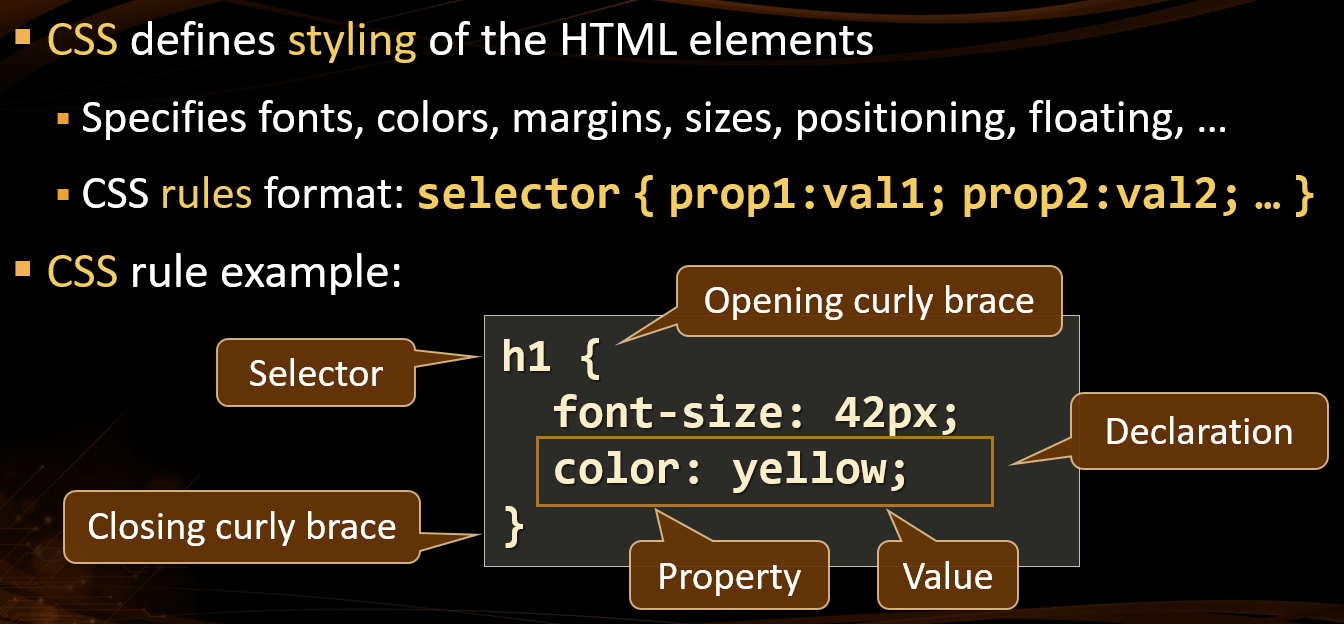 CSS defines styling of the HTML elements
Specifies fonts, colors, margins, sizes, positioning, floating, …
CSS rules format: selector { prop1:val1; prop2:val2; … }
CSS rule example:
Opening curly brace
Selector
h1 {
font-size: 42px;
color: yellow;
}
Declaration
Closing curly brace
Property
Value